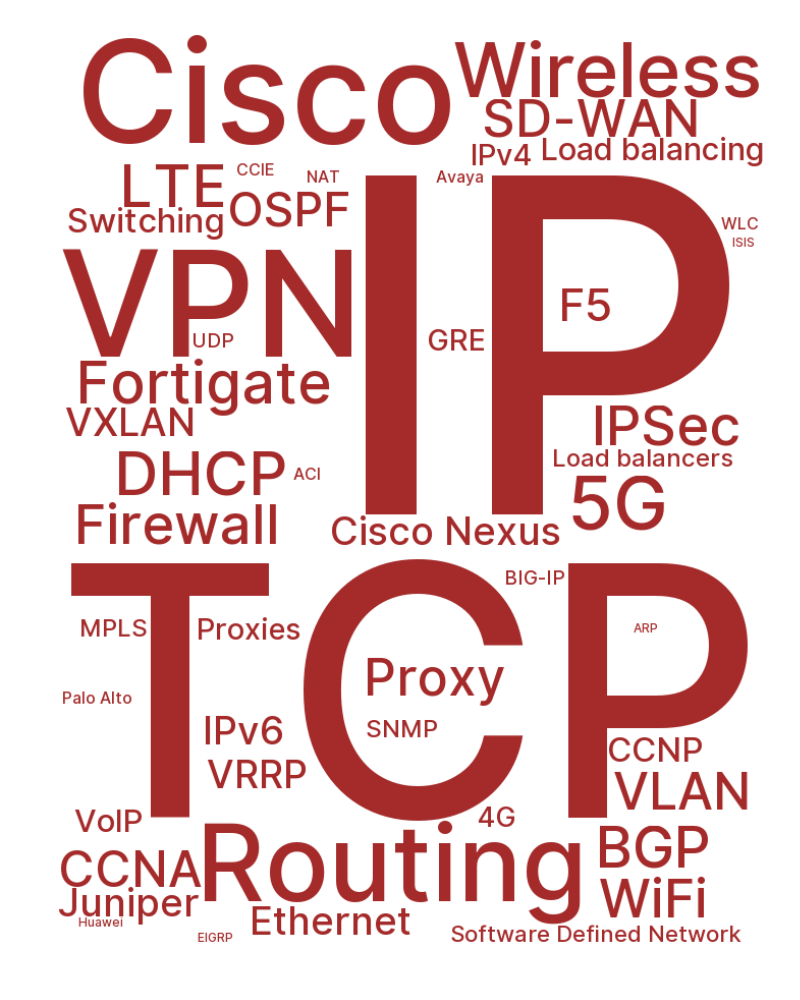 Cisco
Wireless
SD-WAN
IPv4
Load balancing
LTE
CCIE
NAT
Avaya
Switching
OSPF
IP
WLC
ISIS
VPN
F5
UDP
GRE
Fortigate
VXLAN
IPSec
DHCP
ACI
Load balancers
Firewall
Cisco Nexus
5G
TCP
BIG-IP
MPLS
Proxies
ARP
Proxy
Palo Alto
IPv6
SNMP
VRRP
CCNP
VLAN
VoIP
4G
Routing
BGP
CCNA
Juniper
WiFi
Huawei
Ethernet
EIGRP
Software Defined Network